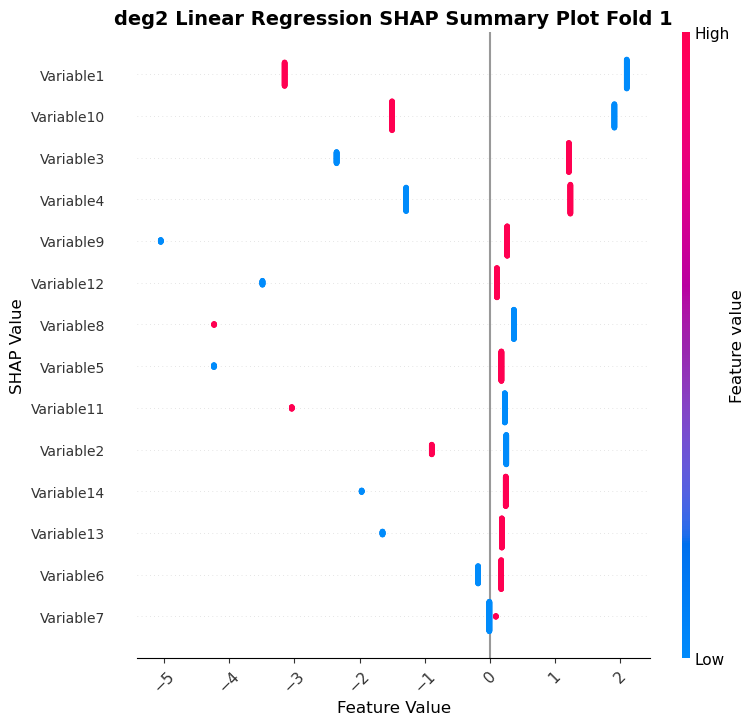 deg2 Linear Regression SHAP Summary Plot Fold 1
High
Variable1
Variable10
Variable3
Variable4
Variable9
Variable12
Variable8
Variable5
Variable11
Variable2
Variable14
Variable13
Variable6
Variable7
SHAP Value
Feature value
Low
−5
−4
−3
−2
−1
0
1
2
Feature Value